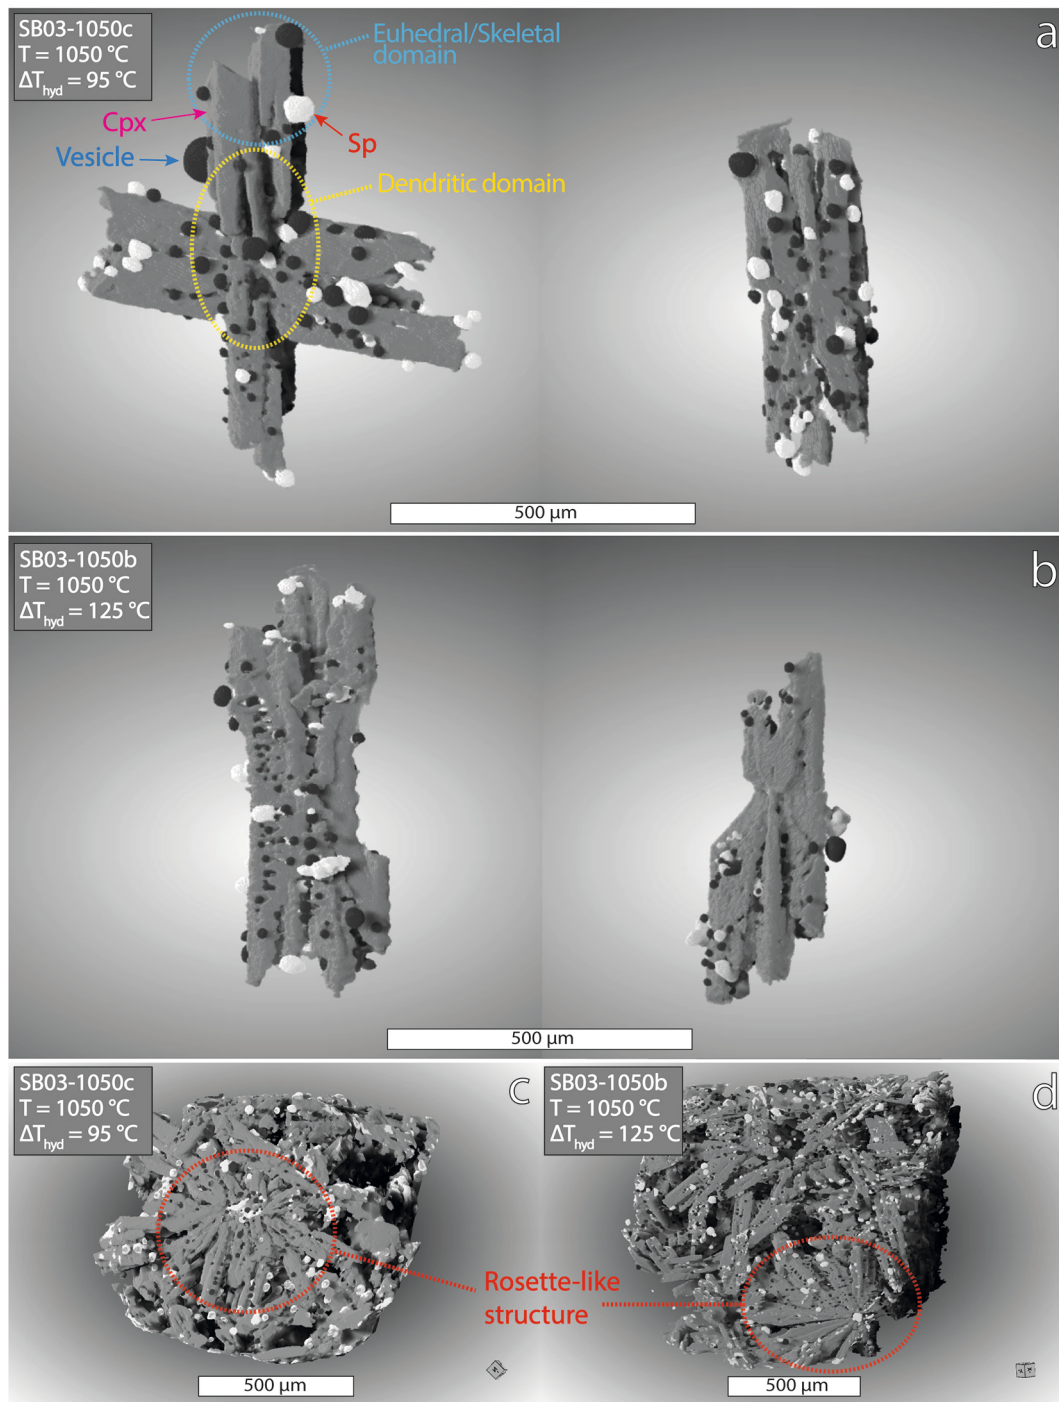 SB03-1050c
T = 1050 °C
ΔThyd = 95 °C
Euhedral/Skeletal
domain
a
Cpx
Sp
Vesicle
Dendritic domain
500 µm
SB03-1050b
T = 1050 °C
ΔThyd = 125 °C
b
500 µm
SB03-1050c
T = 1050 °C
ΔThyd = 95 °C
c
SB03-1050b
T = 1050 °C
ΔThyd = 125 °C
d
Rosette-like
structure
500 µm
500 µm